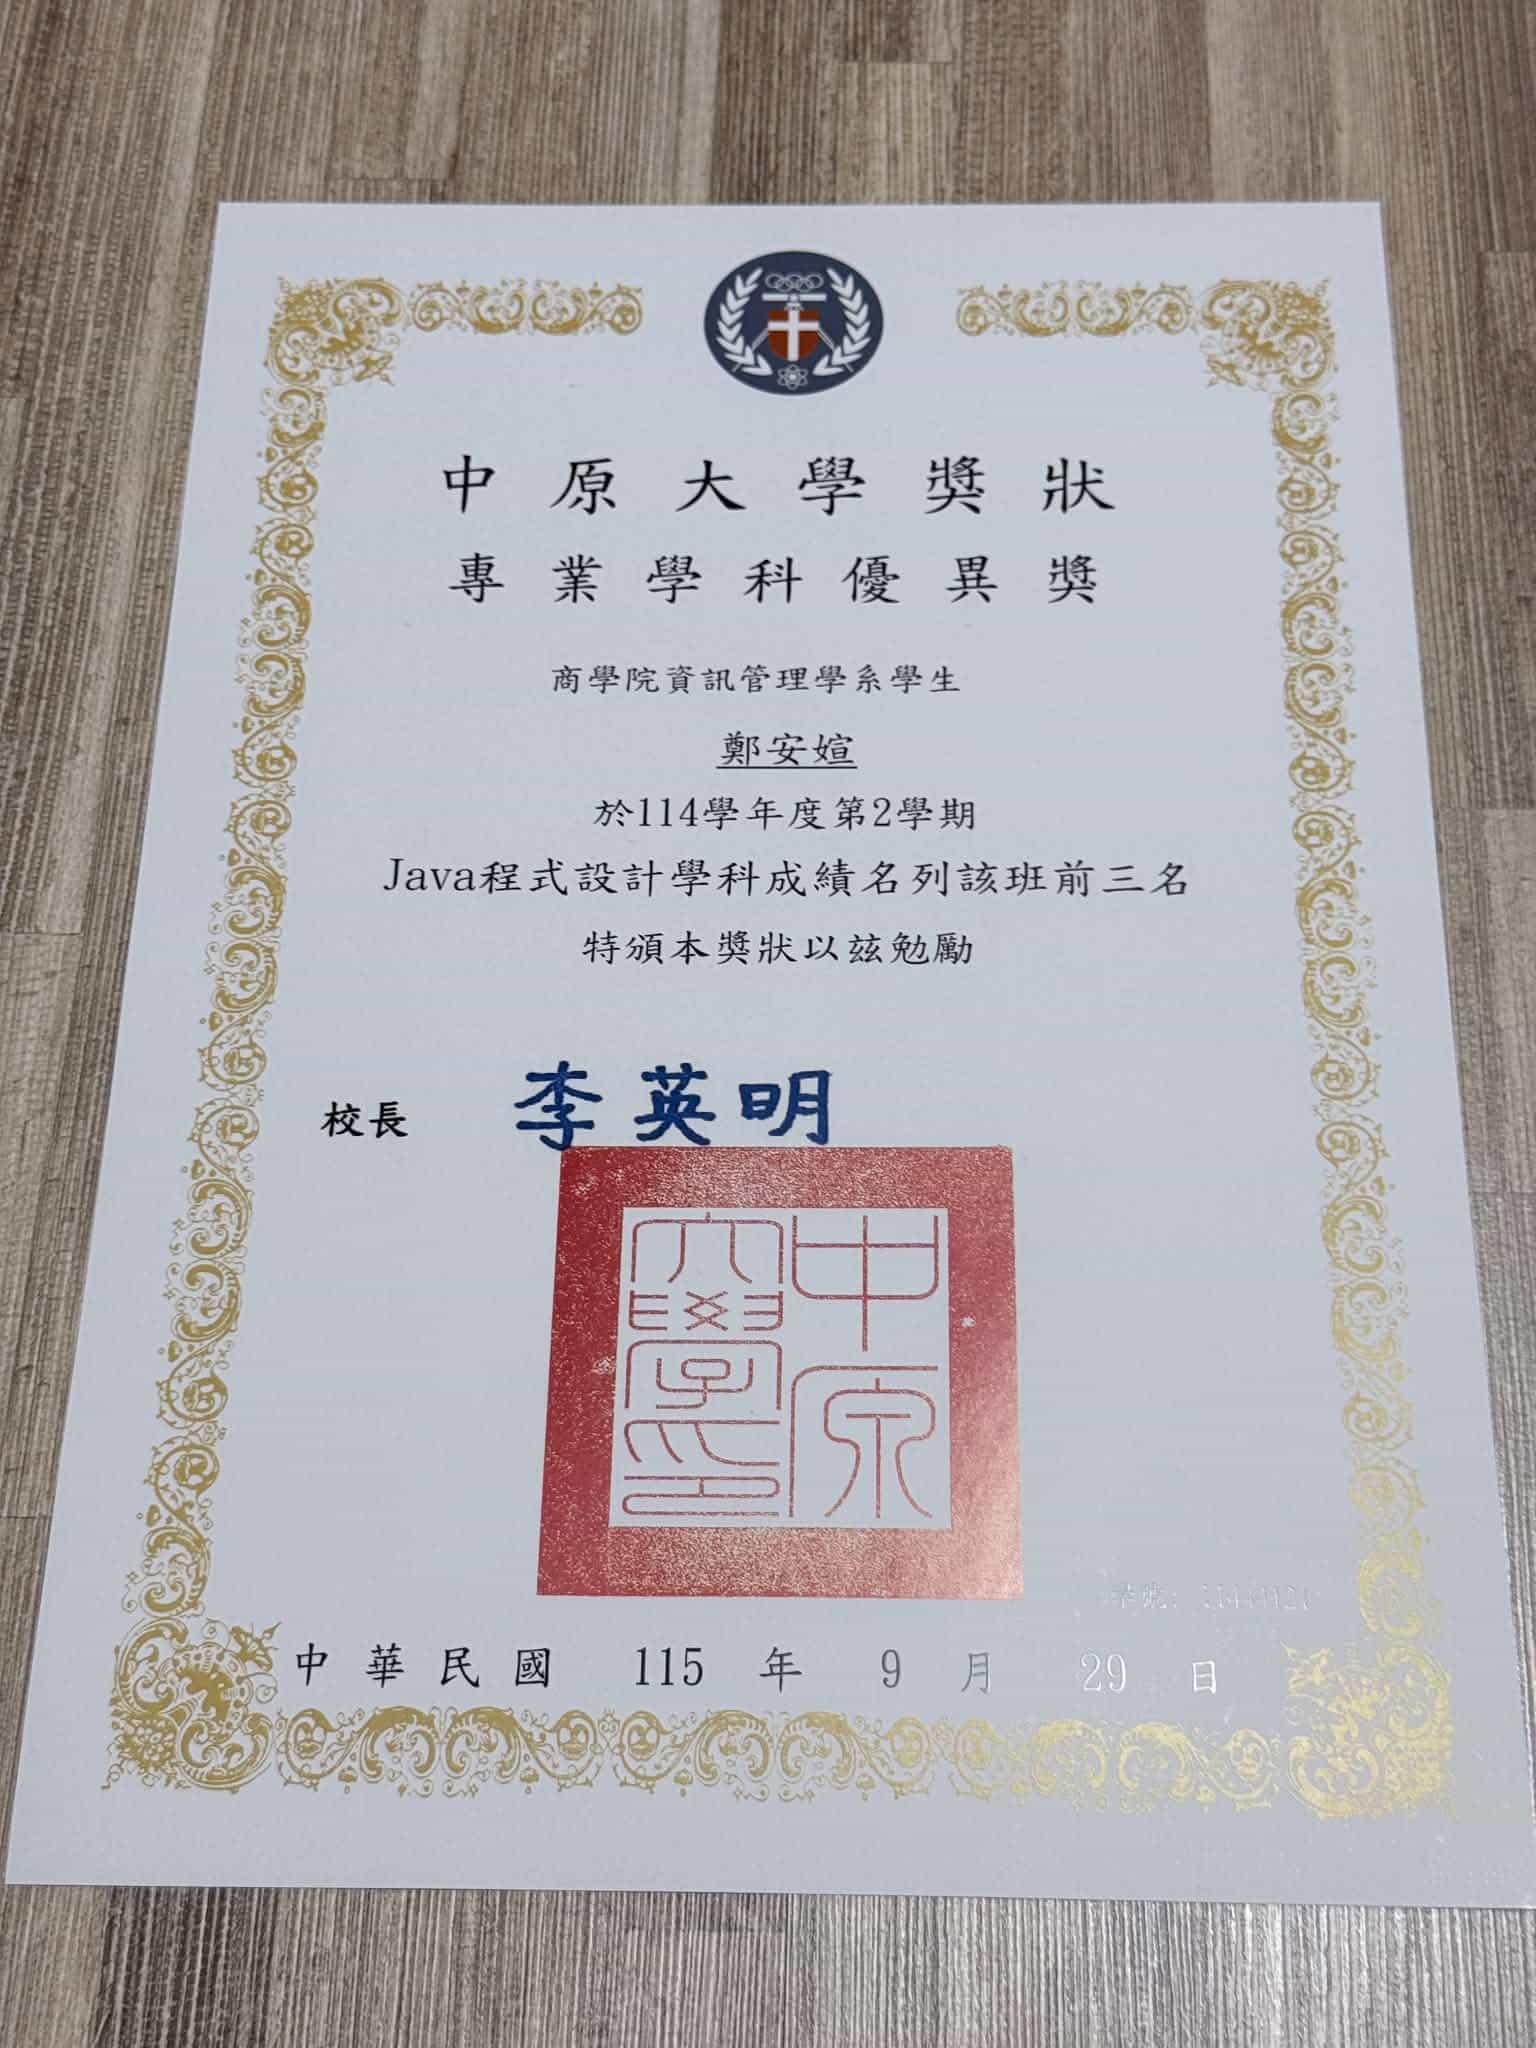 中原大學獎狀
專業學科優異獎
商學院資訊管理學系學生
鄭安媗
於114學年度第2學期
Java程式設計學科成績名列該班前三名
特頒本獎狀以茲勉勵
校長 李英明
中原大學印
中華民國 115 年 9 月 29 日